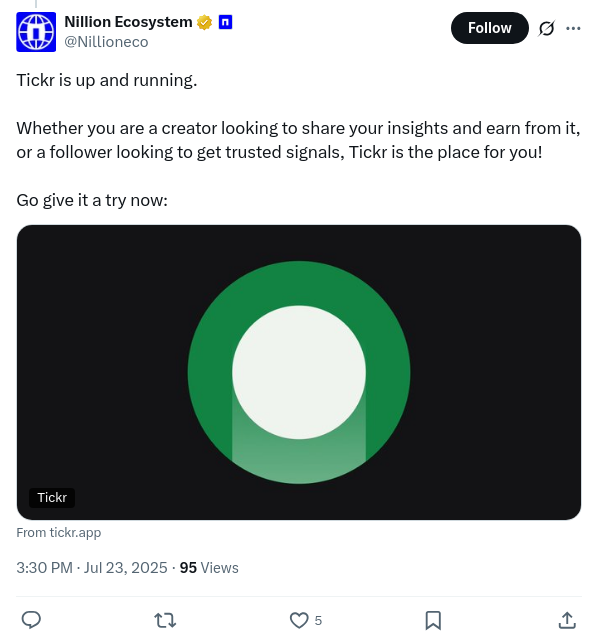 Nillion Ecosystem
@Nillioneco
Follow
Tickr is up and running.
Whether you are a creator looking to share your insights and earn from it,
or a follower looking to get trusted signals, Tickr is the place for you!
Go give it a try now:
Tickr
From tickr.app
3:30 PM · Jul 23, 2025 · 95 Views
5